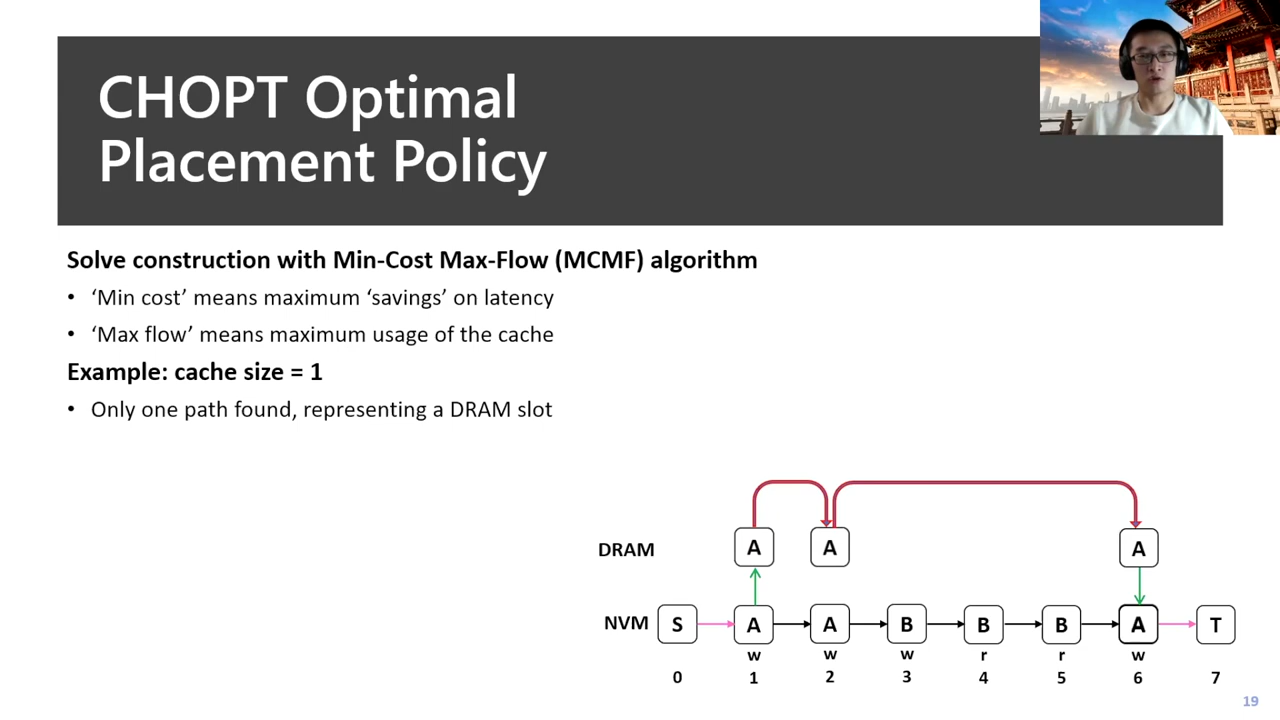 CHOPT Optimal
Placement Policy
Solve construction with Min-Cost Max-Flow (MCMF) algorithm
• ‘Min cost’ means maximum ‘savings’ on latency
• ‘Max flow’ means maximum usage of the cache
Example: cache size = 1
• Only one path found, representing a DRAM slot
DRAM A A A
NVM S A A B B B A T
w w w r r w
0 1 2 3 4 5 6 7
19